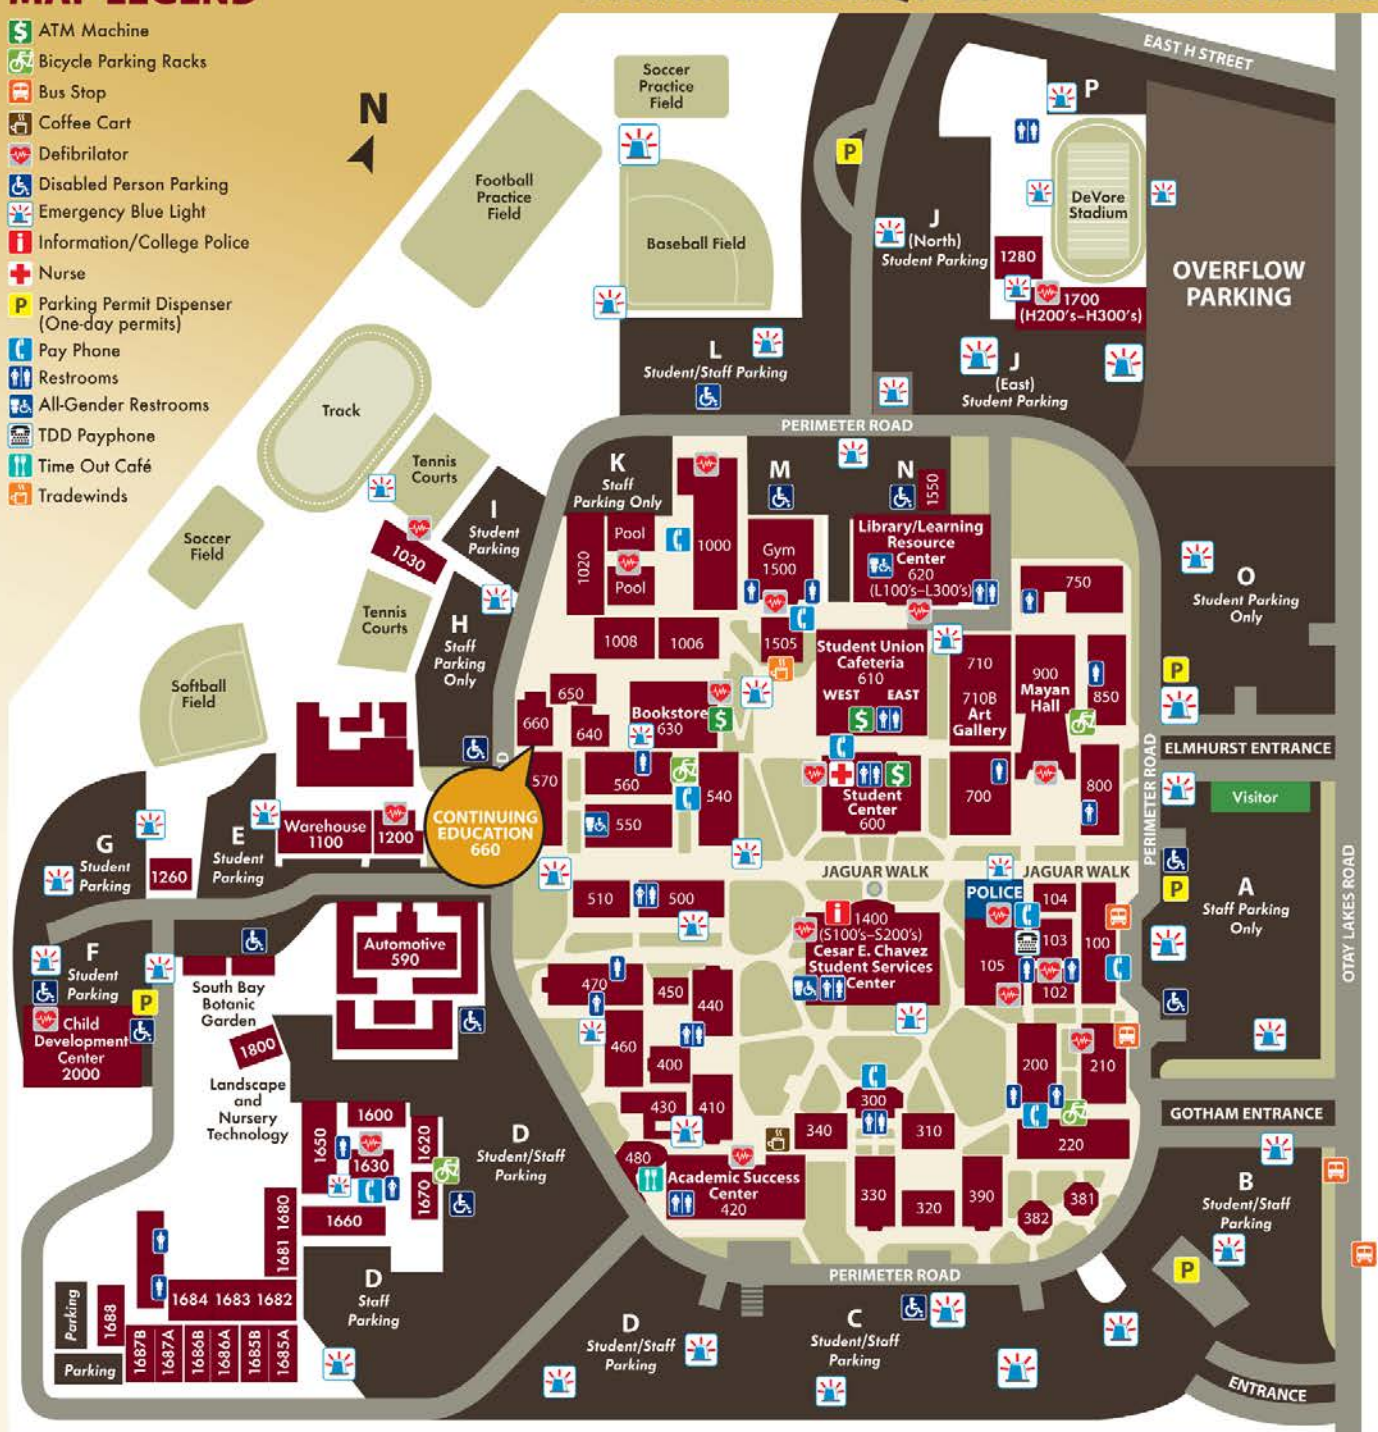 MAP LEGEND
ATM Machine
Bicycle Parking Racks
Bus Stop
Coffee Cart
Defibrilator
Disabled Person Parking
Emergency Blue Light
Information/College Police
Nurse
P Parking Permit Dispenser
(One-day permits)
Pay Phone
Restrooms
All-Gender Restrooms
TDD Payphone
Time Out Café
Tradewinds
N
Soccer
Practice
Field
Football
Practice
Field
Baseball Field
EAST H STREET
P
P
DeVore
Stadium
J
(North)
Student Parking
1280
1700
(H200's–H300's)
OVERFLOW
PARKING
L
Student/Staff Parking
J
(East)
Student Parking
Track
Tennis
Courts
Soccer
Field
1030
Tennis
Courts
I
Student
Parking
H
Staff
Parking
Only
Softball
Field
PERIMETER ROAD
K
Staff
Parking Only
M
N
1550
1020
Pool
Pool
1000
Gym
1500
Library/Learning
Resource
Center
620
(L100's–L300's)
750
1008
1006
1505
Student Union
Cafeteria
610
WEST EAST
710
710B
Art
Gallery
900
Mayan
Hall
850
O
Student Parking
Only
P
650
660
640
Bookstore
630
D
570
560
540
550
Student
Center
600
700
800
PERIMETER ROAD
ELMHURST ENTRANCE
Visitor
CONTINUING
EDUCATION
660
G
Student
Parking
1260
E
Student
Parking
Warehouse
1100
1200
JAGUAR WALK
JAGUAR WALK
510
500
POLICE
104
103
100
105
102
P
A
Staff Parking
Only
OTAY LAKES ROAD
1400
(S100's–S200's)
Cesar E. Chavez
Student Services
Center
F
Student
Parking
P
Child
Development
Center
2000
South Bay
Botanic
Garden
Automotive
590
1800
Landscape
and
Nursery
Technology
470
450
440
460
400
430
410
480
Academic Success
Center
420
340
300
310
330
320
390
200
210
220
382
381
GOTHAM ENTRANCE
B
Student/Staff
Parking
P
ENTRANCE
1650
1600
1620
1630
1670
1660
1681 1680
D
Student/Staff
Parking
D
Staff
Parking
Parking
1688
Parking
1684 1683 1682
1687B
1687A
1686B
1686A
1685B
1685A
PERIMETER ROAD
D
Student/Staff
Parking
C
Student/Staff
Parking